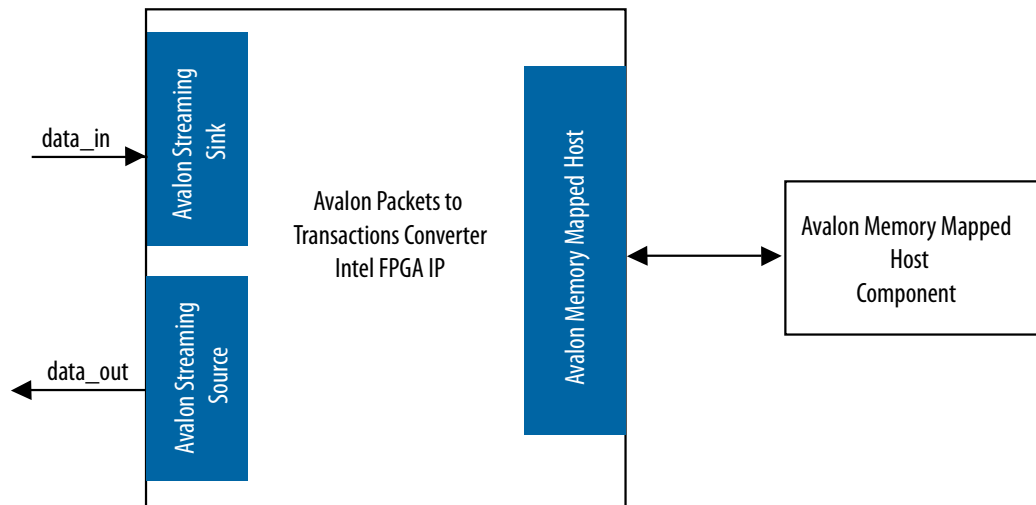 data_in
Avalon Streaming
Sink
data_out
Avalon Streaming
Source
Avalon Packets to
Transactions Converter
Intel FPGA IP
Avalon Memory Mapped Host
Avalon Memory Mapped
Host
Component